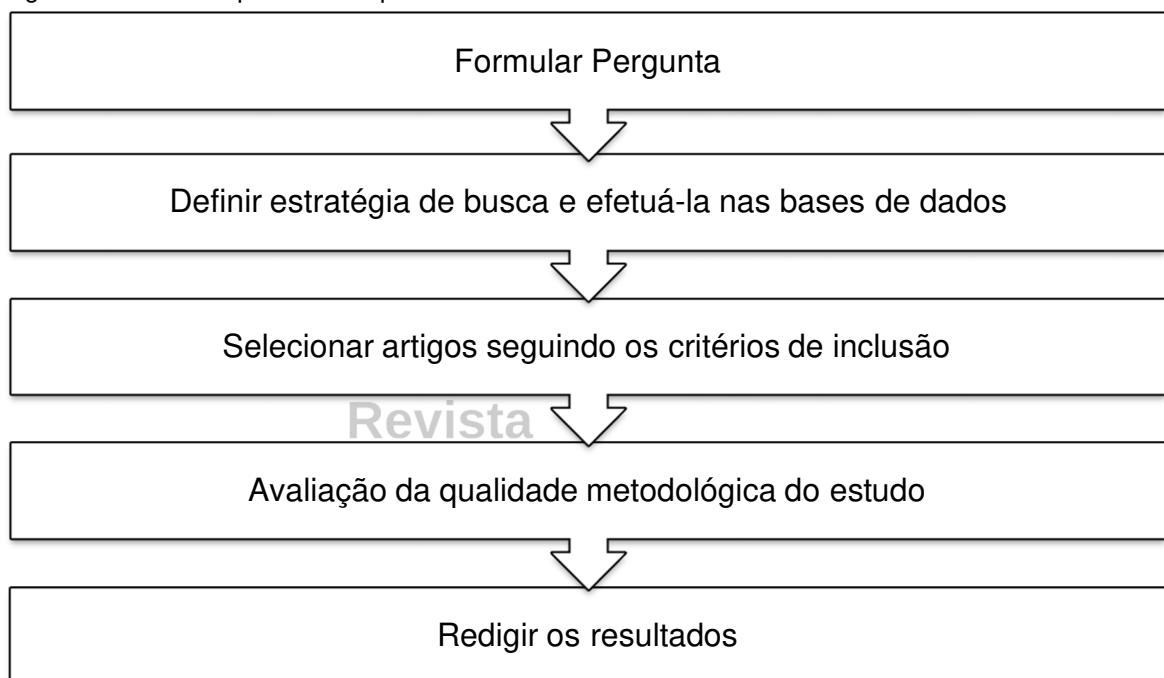 Formular Pergunta
Definir estratégia de busca e efetuá-la nas bases de dados
Selecionar artigos seguindo os critérios de inclusão
Revista
Avaliação da qualidade metodológica do estudo
Redigir os resultados